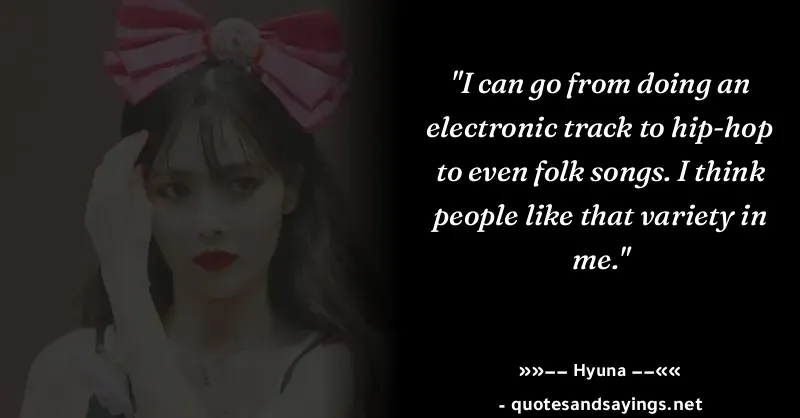 "I can go from doing an
electronic track to hip-hop
to even folk songs. I think
people like that variety in
me."
»»−− Hyuna −−««
- quotesandsayings.net